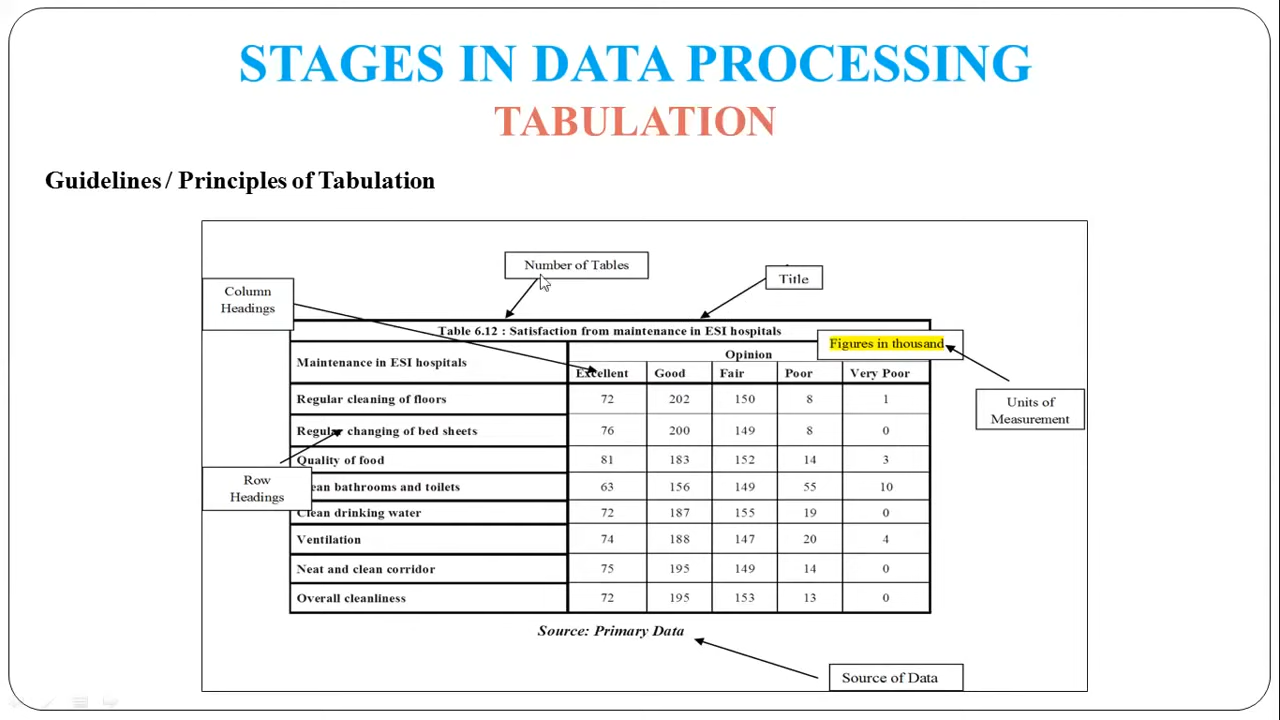 STAGES IN DATA PROCESSING
TABULATION
Guidelines / Principles of Tabulation
Number of Tables
Title
Column
Headings
Table 6.12 : Satisfaction from maintenance in ESI hospitals
Figures in thousand
Maintenance in ESI hospitals
Opinion
Excellent Good Fair Poor Very Poor
Units of
Measurement
Regular cleaning of floors 72 202 150 8 1
Regular changing of bed sheets 76 200 149 8 0
Quality of food 81 183 152 14 3
Row
Headings
bathrooms and toilets 63 156 149 55 10
Clean drinking water 72 187 155 19 0
Ventilation 74 188 147 20 4
Neat and clean corridor 75 195 149 14 0
Overall cleanliness 72 195 153 13 0
Source: Primary Data
Source of Data